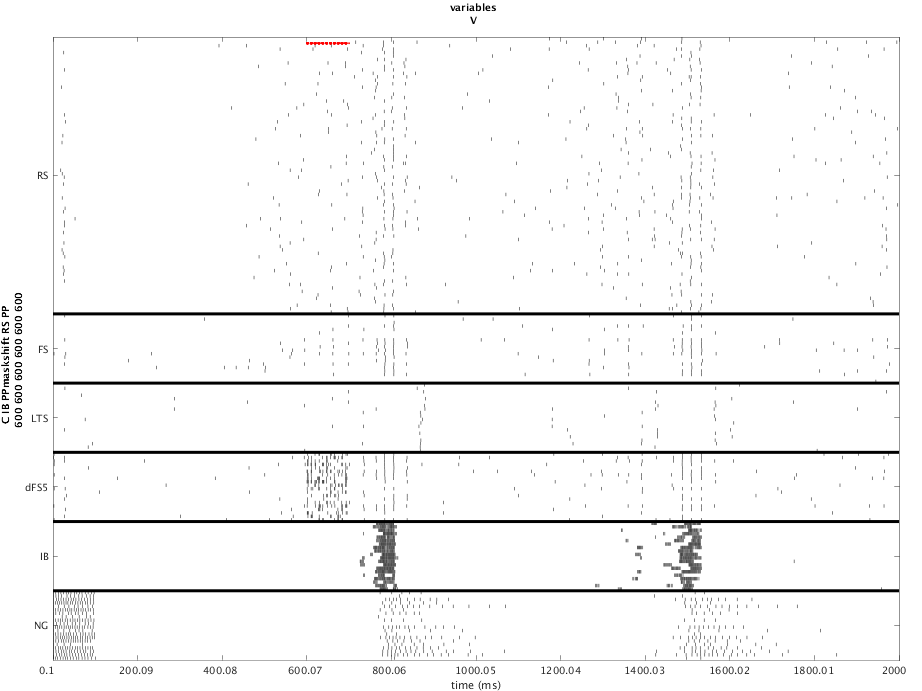 variables
V
RS
FS
LTS
dFS5
IB
NG
C IB PPmaskshift RS PP
600 600 600 600 600 600 600
0.1 200.09 400.08 600.07 800.06 1000.05 1200.04 1400.03 1600.02 1800.01 2000
time (ms)